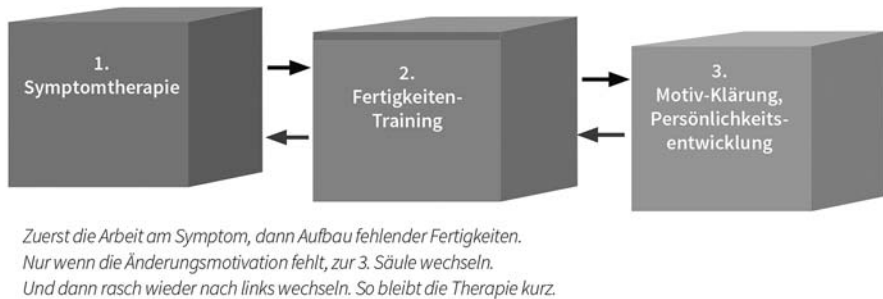 1.
Symptomtherapie
2.
Fertigkeiten-
Training
3.
Motiv-Klärung,
Persönlichkeits-
entwicklung
Zuerst die Arbeit am Symptom, dann Aufbau fehlender Fertigkeiten.
Nur wenn die Änderungsmotivation fehlt, zur 3. Säule wechseln.
Und dann rasch wieder nach links wechseln. So bleibt die Therapie kurz.